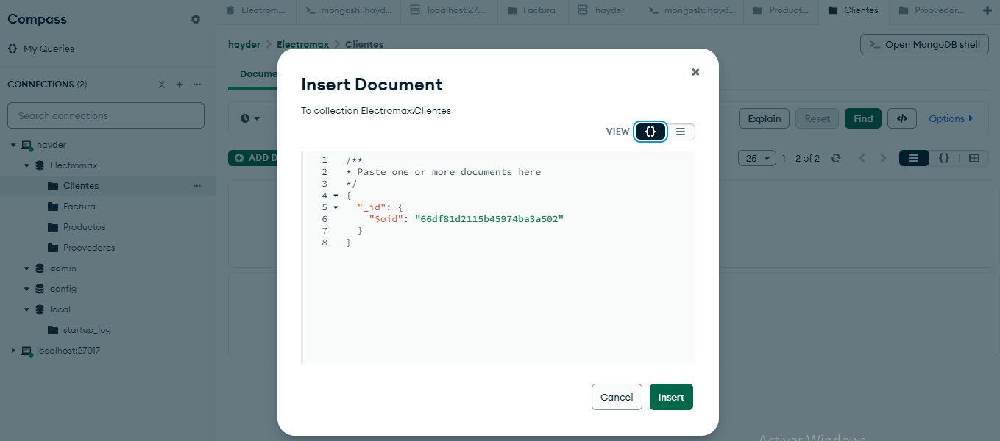 Compass
My Queries
CONNECTIONS (2)
Search connections
hayder
Electromax
Clientes
Factura
Productos
Proovedores
admin
config
local
startup_log
localhost:27017
Electrom... >_ mongosh: hayd... localhost:27... Factura hayder >_ mongosh: hayd... Product... Clientes Proovedor...
hayder > Electromax > Clientes
>_ Open MongoDB shell
Docume
Explain Reset Find </> Options
ADD D
25 1 – 2 of 2 {}
Insert Document
To collection Electromax.Clientes
VIEW {}
1 /**
2 * Paste one or more documents here
3 */
4 {
5 "_id": {
6 "$oid": "66df81d2115b45974ba3a502"
7 }
8 }
Cancel Insert
Activar Windows